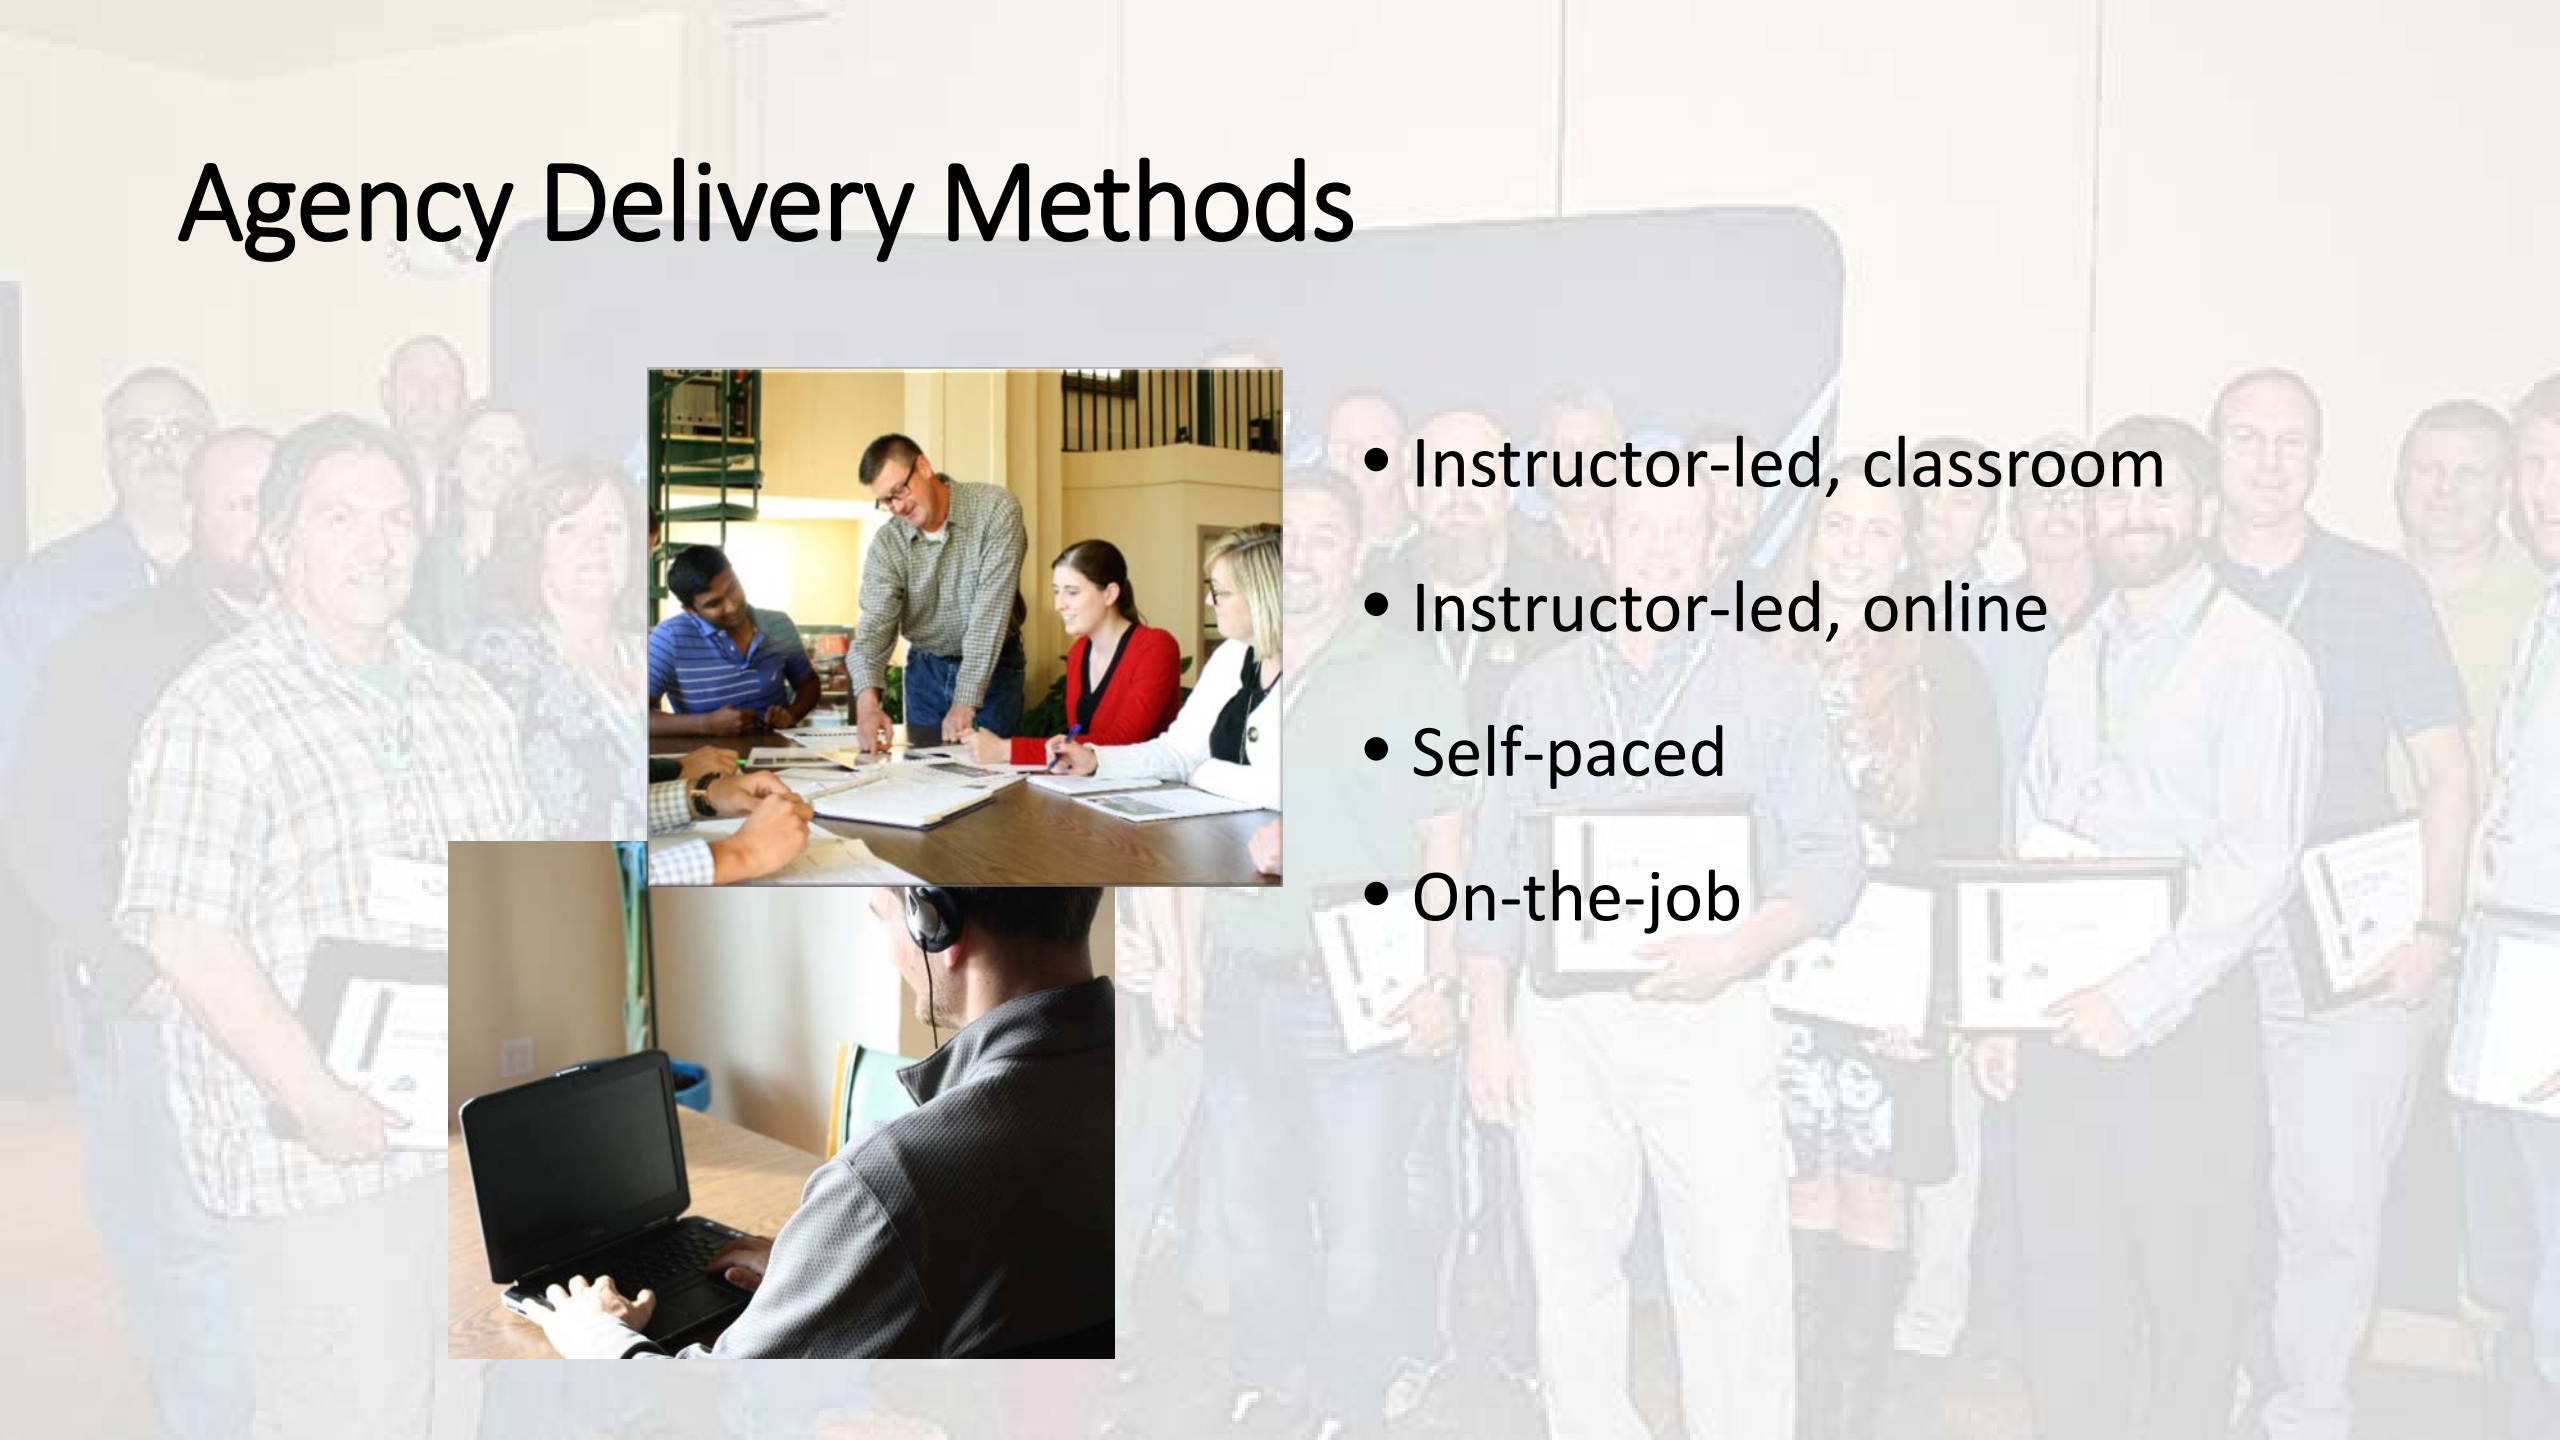 Agency Delivery Methods
• Instructor-led, classroom
• Instructor-led, online
• Self-paced
• On-the-job